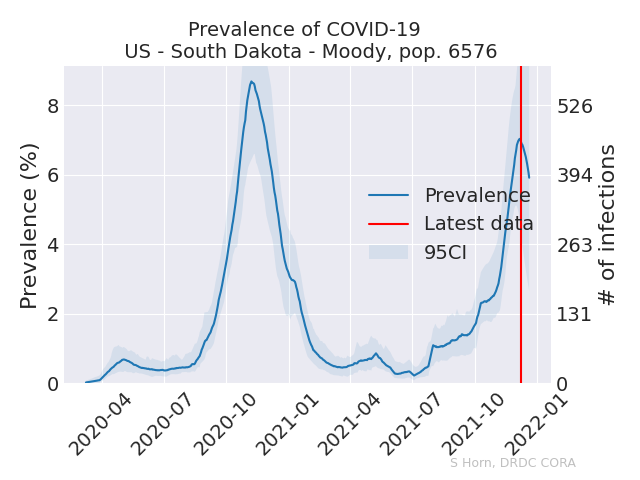 Prevalence of COVID-19
US - South Dakota - Moody, pop. 6576
Prevalence (%)
8
6
4
2
0
526
394
263
131
0
# of infections
Prevalence
Latest data
95CI
2020-04
2020-07
2020-10
2021-01
2021-04
2021-07
2021-10
2022-01
S Horn, DRDC CORA